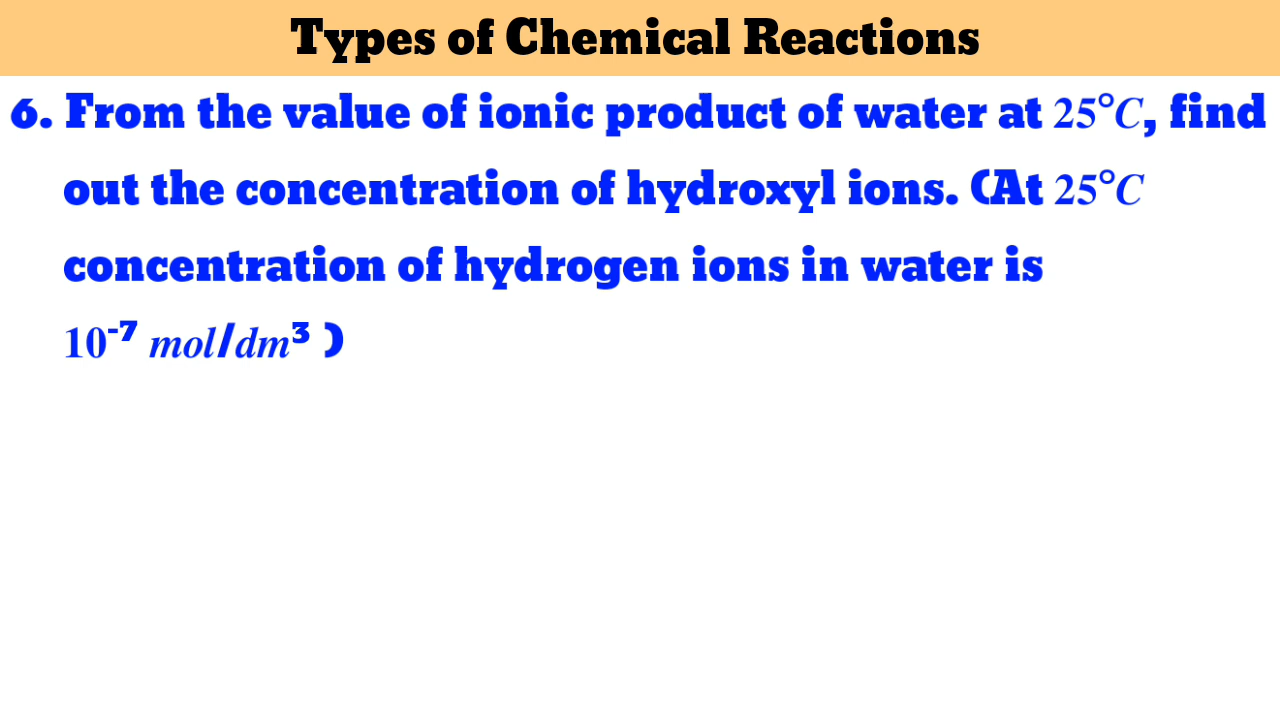 Types of Chemical Reactions
6. From the value of ionic product of water at 25°C, find
out the concentration of hydroxyl ions. (At 25°C
concentration of hydrogen ions in water is
10⁻⁷ mol/dm³ )